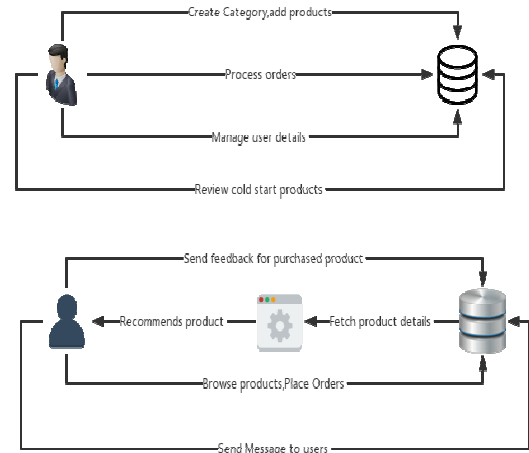 Create Category,add products
Process orders
Manage user details
Review cold start products
Send feedback for purchased product
Recommends product
Fetch product details
Browse products,Place Orders
Send Message to users